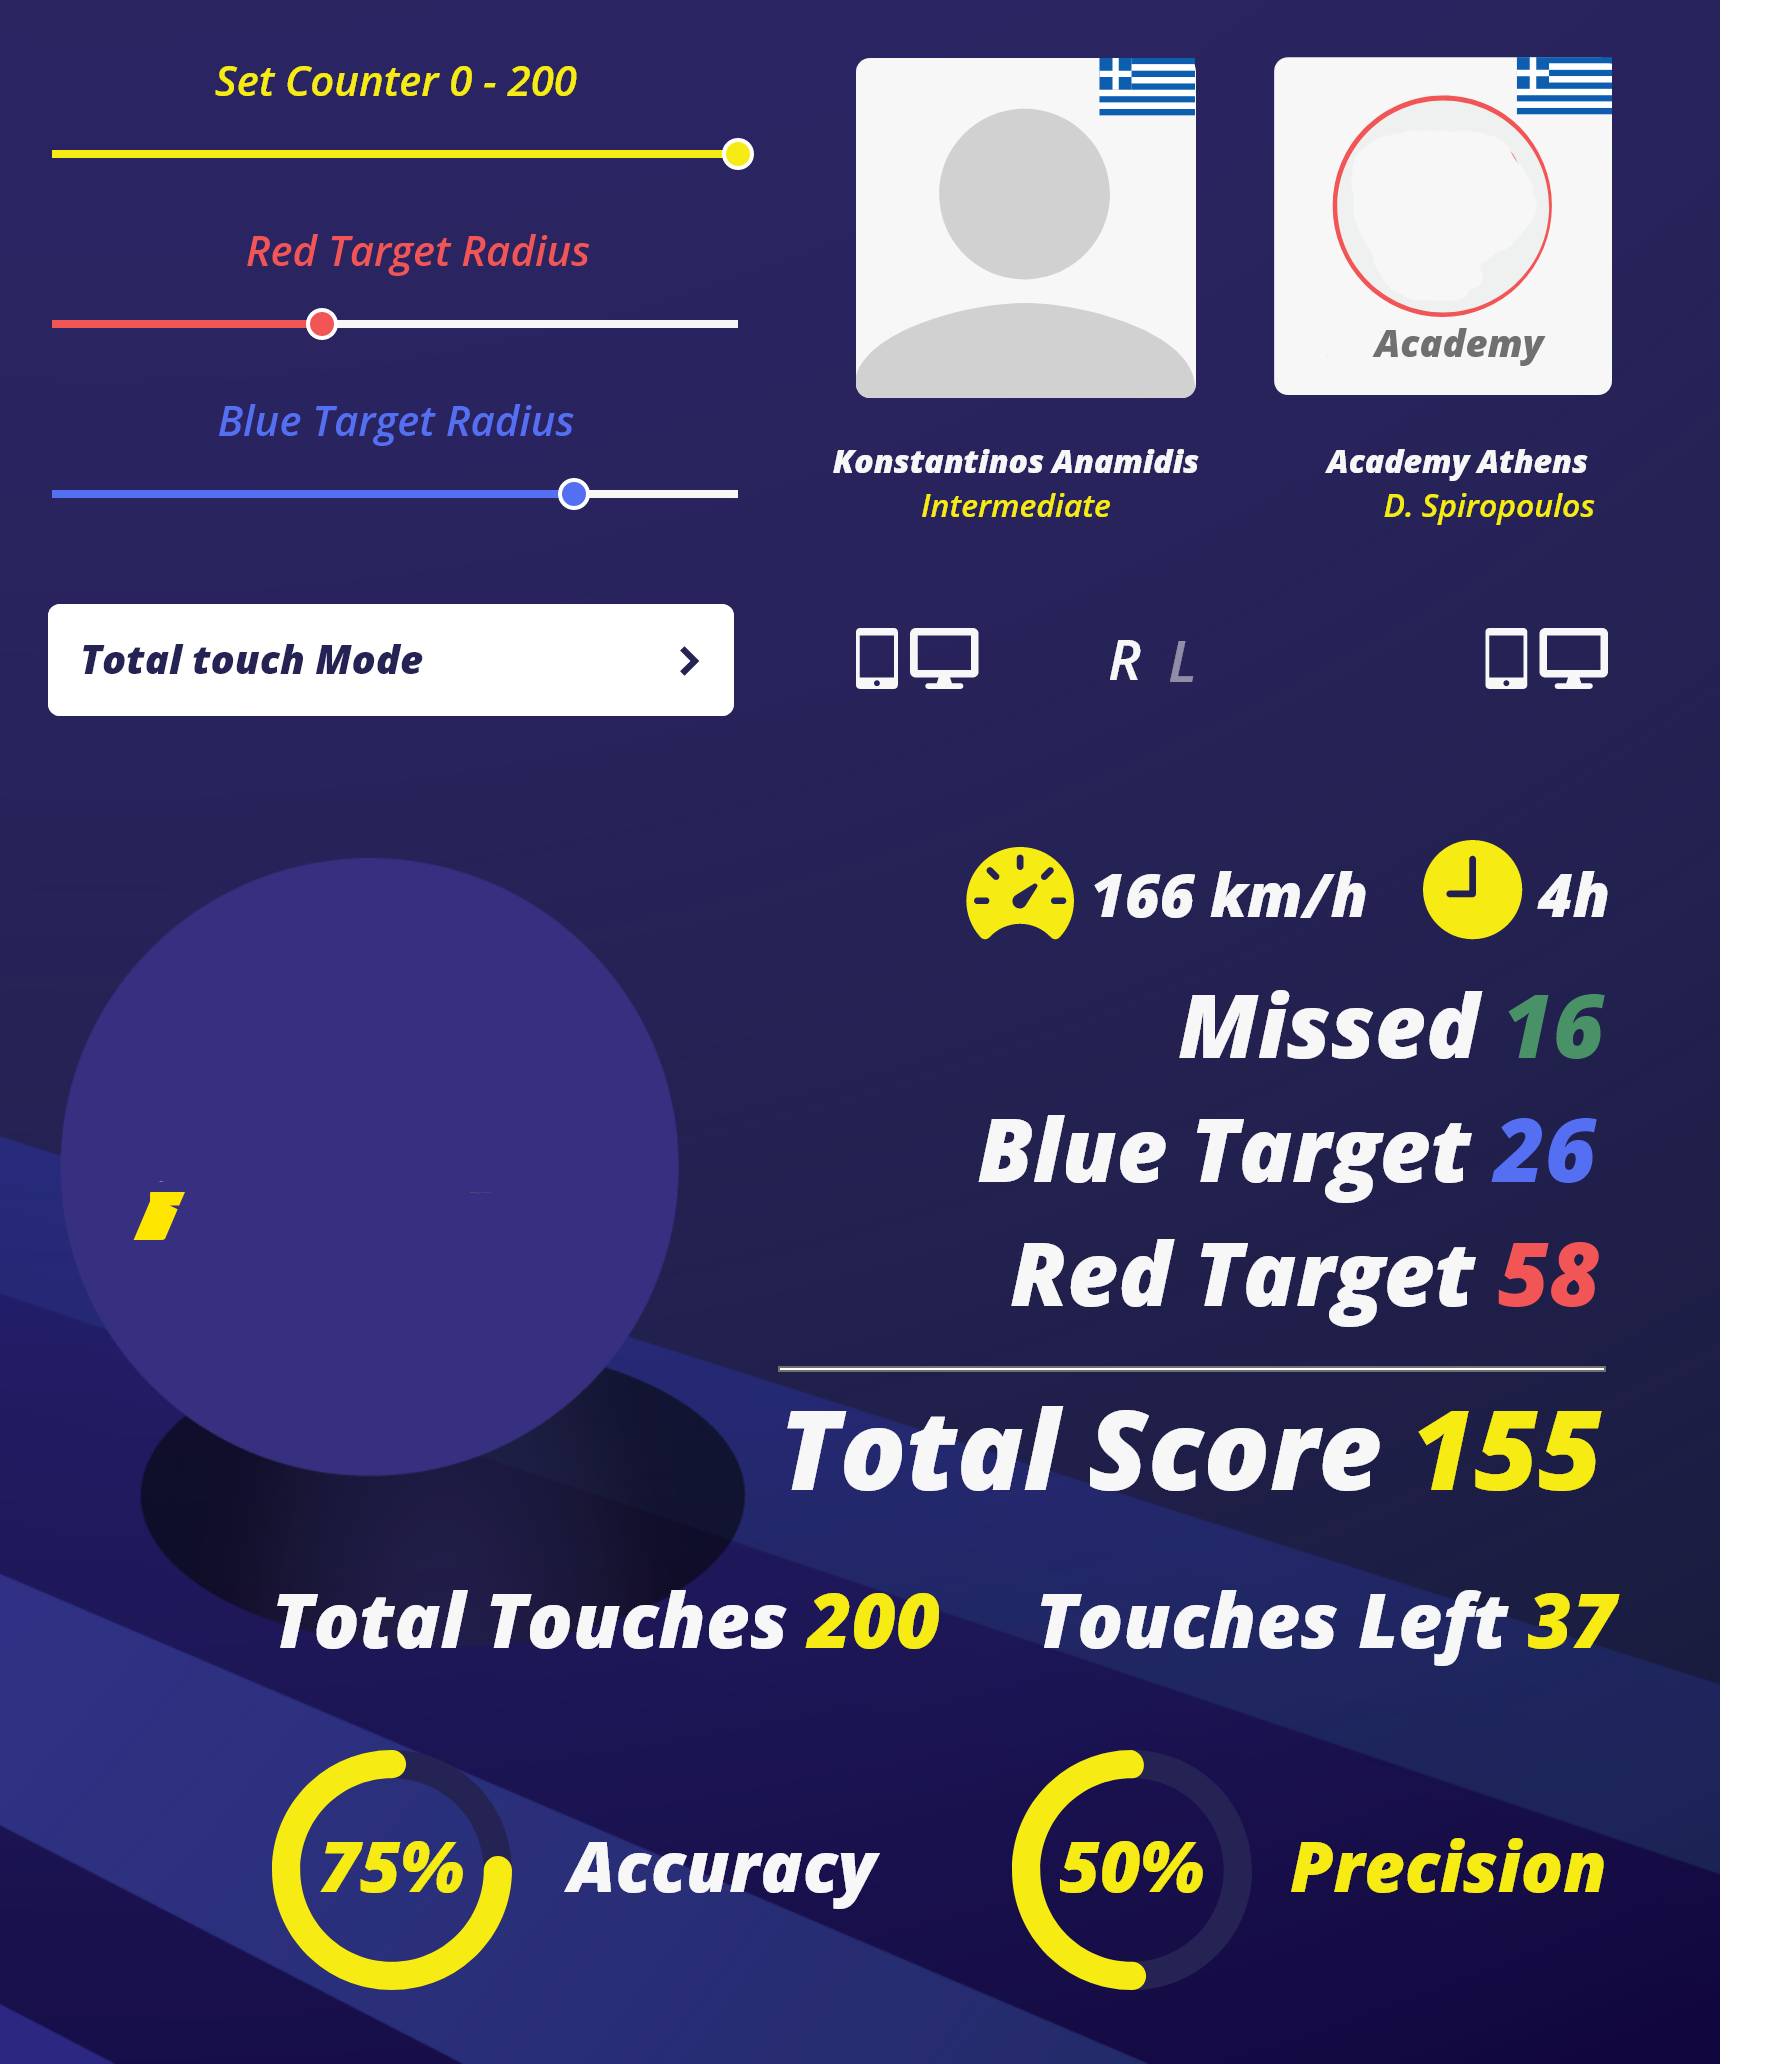 Set Counter 0 - 200
Red Target Radius
Blue Target Radius
Total touch Mode
Academy
Konstantinos Anamidis
Intermediate
Academy Athens
D. Spiropoulos
R L
166 km/h
4h
Missed 16
Blue Target 26
Red Target 58
Total Score 155
Total Touches 200
Touches Left 37
75%
Accuracy
50%
Precision